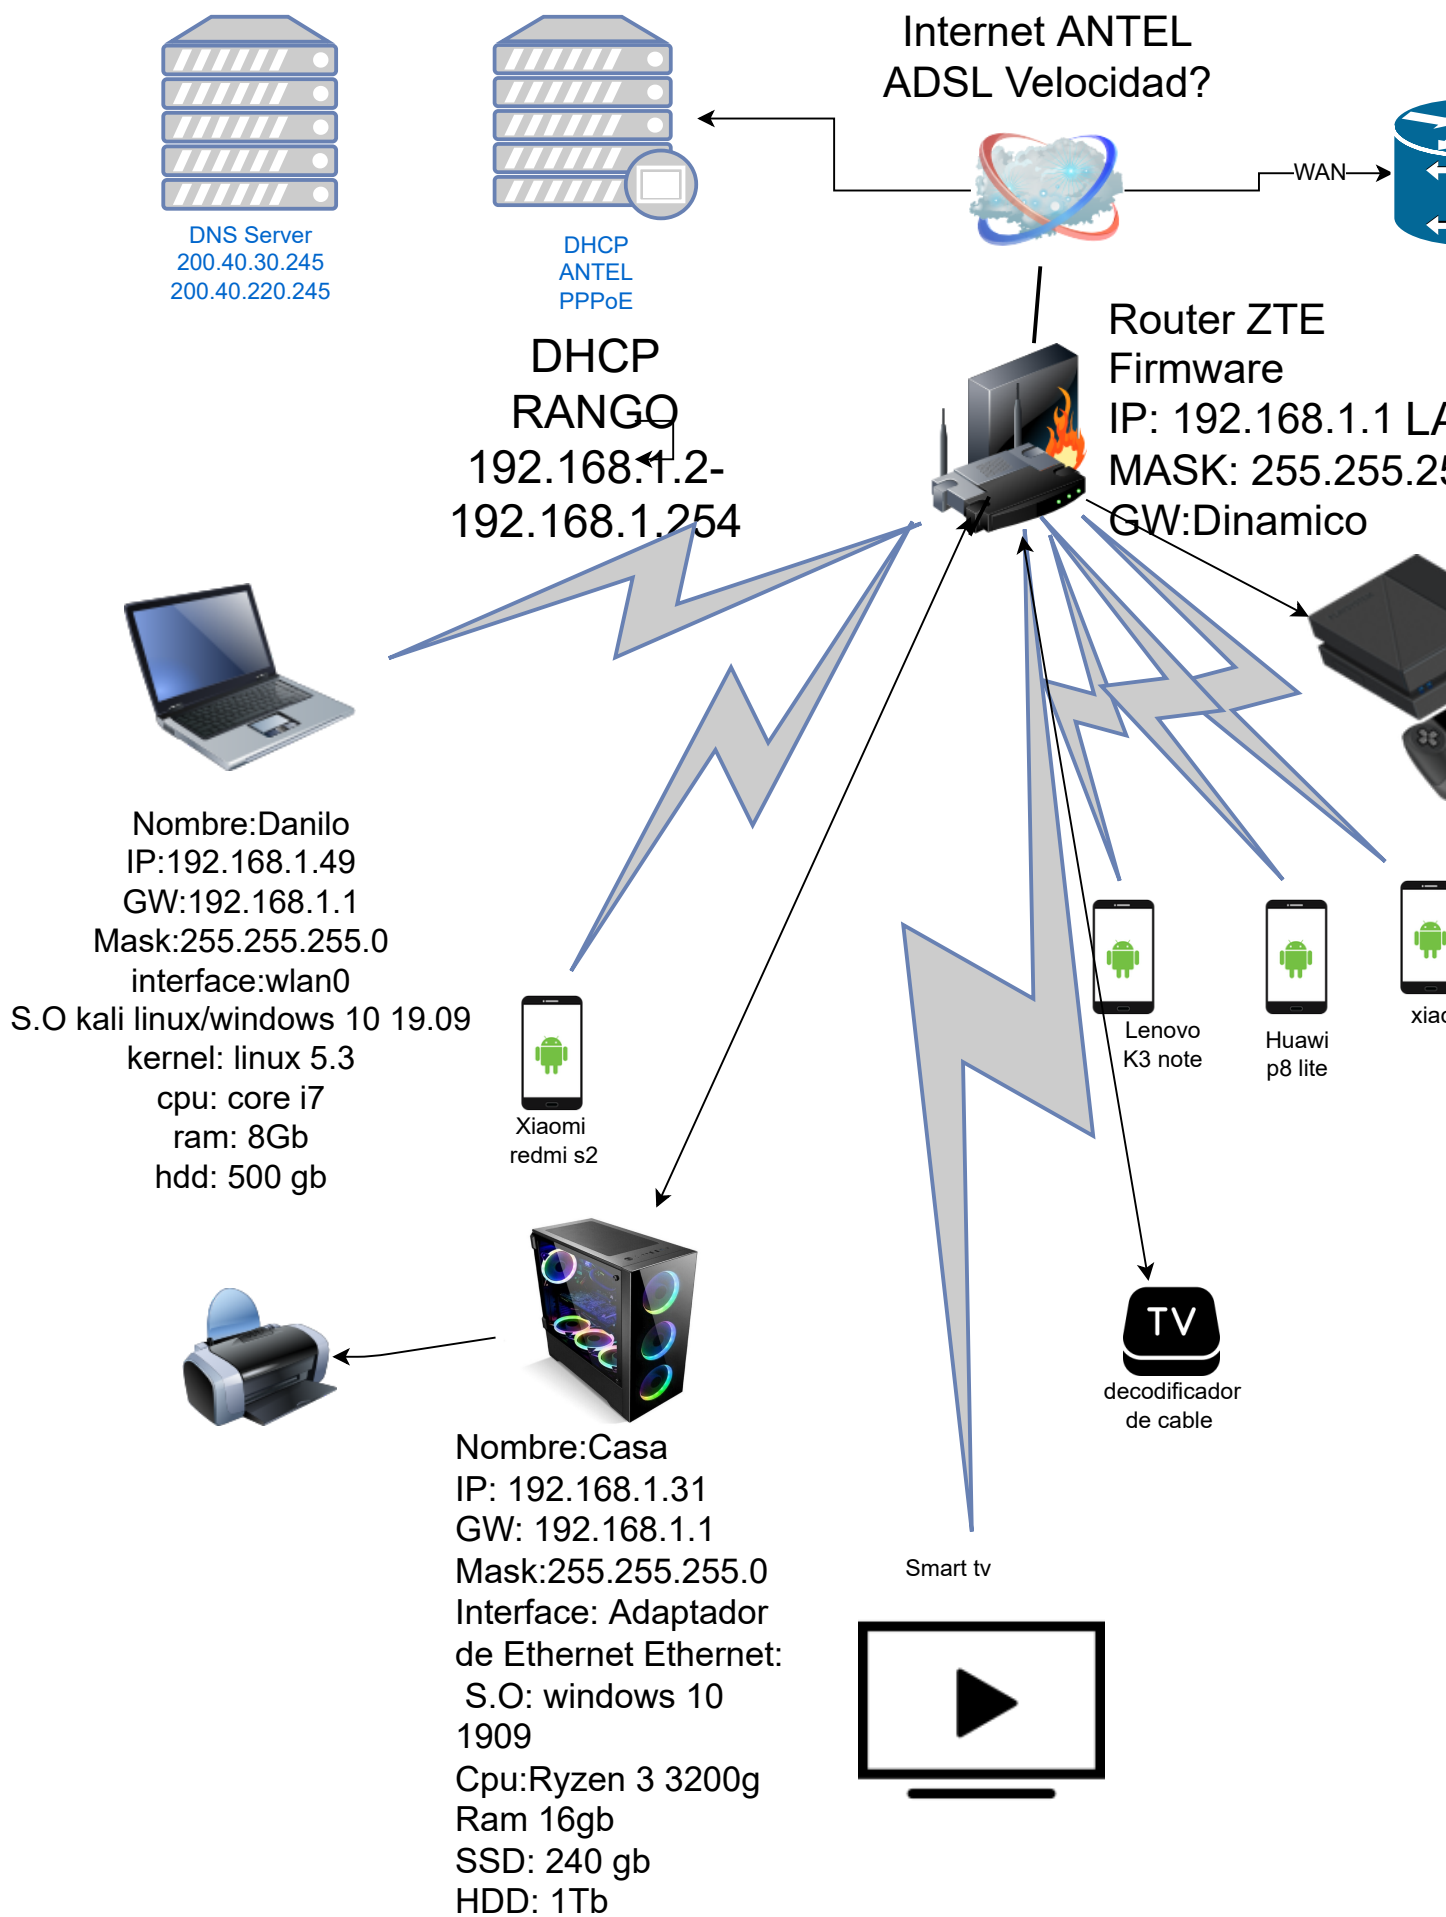 Internet ANTEL
ADSL Velocidad?
WAN
DNS Server
200.40.30.245
200.40.220.245
DHCP
ANTEL
PPPoE
DHCP
RANGO
192.168.1.2-
192.168.1.254
Router ZTE
Firmware
IP: 192.168.1.1 LA
MASK: 255.255.25
GW:Dinamico
Nombre:Danilo
IP:192.168.1.49
GW:192.168.1.1
Mask:255.255.255.0
interface:wlan0
S.O kali linux/windows 10 19.09
kernel: linux 5.3
cpu: core i7
ram: 8Gb
hdd: 500 gb
Xiaomi
redmi s2
Lenovo
K3 note
Huawi
p8 lite
xiao
TV
decodificador
de cable
Nombre:Casa
IP: 192.168.1.31
GW: 192.168.1.1
Mask:255.255.255.0
Interface: Adaptador
de Ethernet Ethernet:
S.O: windows 10
1909
Cpu:Ryzen 3 3200g
Ram 16gb
SSD: 240 gb
HDD: 1Tb
Smart tv